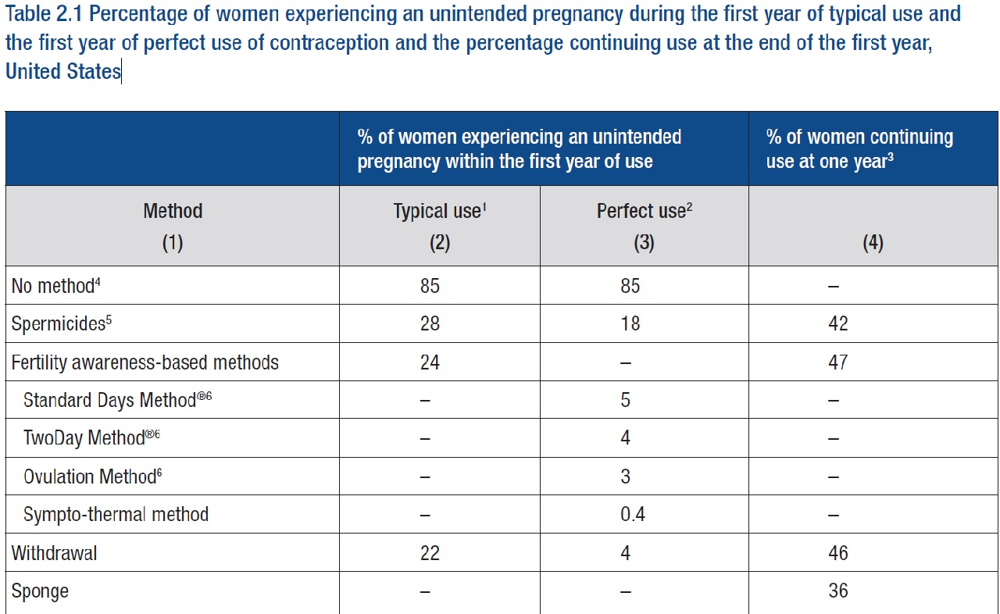 Table 2.1 Percentage of women experiencing an unintended pregnancy during the first year of typical use and
the first year of perfect use of contraception and the percentage continuing use at the end of the first year,
United States
% of women experiencing an unintended
pregnancy within the first year of use
% of women continuing
use at one year³
Method
(1)
Typical use¹
(2)
Perfect use²
(3)
(4)
No method⁴ 85 85 –
Spermicides⁵ 28 18 42
Fertility awareness-based methods 24 – 47
Standard Days Method®⁶ – 5 –
TwoDay Method®⁶ – 4 –
Ovulation Method⁶ – 3 –
Sympto-thermal method – 0.4 –
Withdrawal 22 4 46
Sponge – – 36